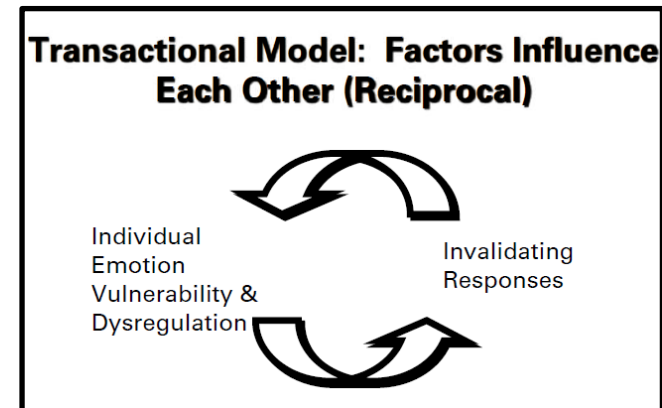 Transactional Model: Factors Influence
Each Other (Reciprocal)
Individual
Emotion
Vulnerability &
Dysregulation
Invalidating
Responses